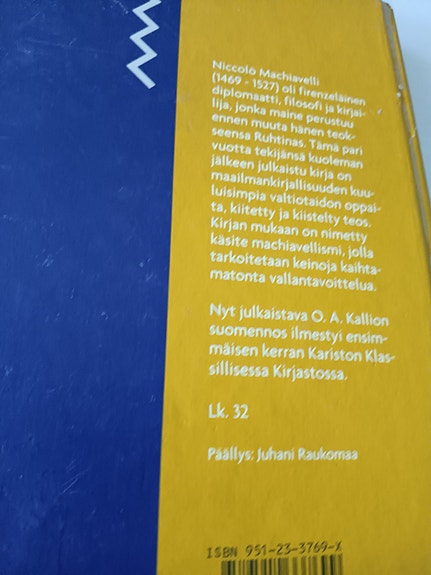 Niccolò Machiavelli
(1469 - 1527) oli firenzeläinen
diplomaatti, filosofi ja kirjai-
lija, jonka maine perustuu
ennen muuta hänen teok-
seensa Ruhtinas. Tämä pari
vuotta tekijänsä kuoleman
jälkeen julkaistu kirja on
maailmankirjallisuuden kuu-
luisimpia valtiotaidon oppai-
ta, kiitetty ja kiistelty teos.
Kirjan mukaan on nimetty
käsite machiavellismi, jolla
tarkoitetaan keinoja kaihta-
matonta vallantavoittelua.
Nyt julkaistava O. A. Kallion
suomennos ilmestyi ensim-
mäisen kerran Kariston Klas-
sillisessa Kirjastossa.
Lk. 32
Päällys: Juhani Raukomaa
ISBN 951-23-3769-X